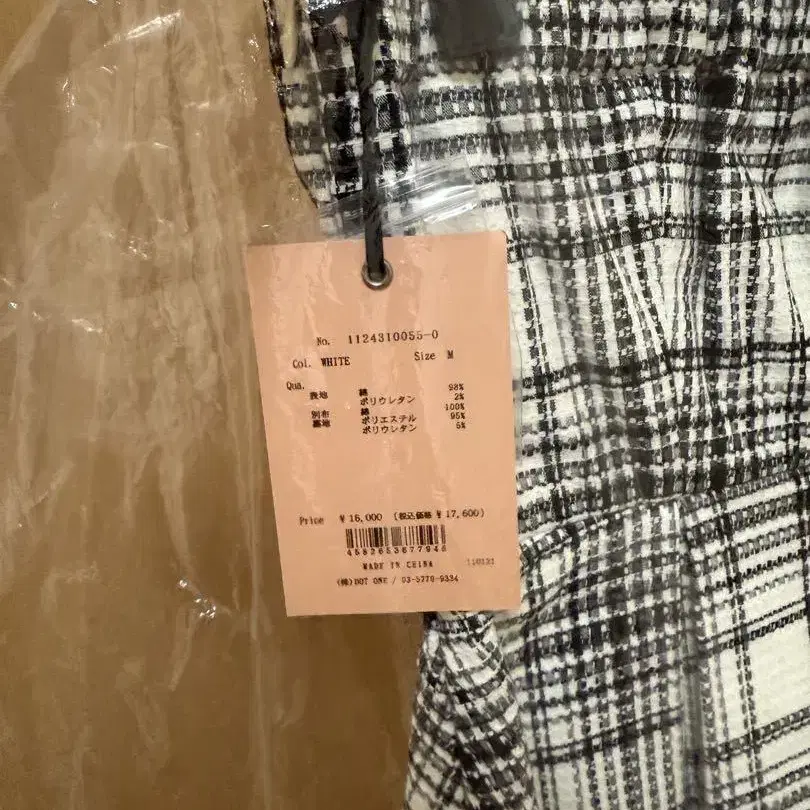 No. 1124310055-0
Col. WHITE Size M
Qua.
表地 綿 98%
ポリウレタン 2%
別布 綿 100%
裏地 ポリエステル 95%
ポリウレタン 5%
Price ¥16,000 (税込価格 ¥17,600)
4582653677946
MADE IN CHINA 110121
(株)DOT ONE / 03-5770-9334